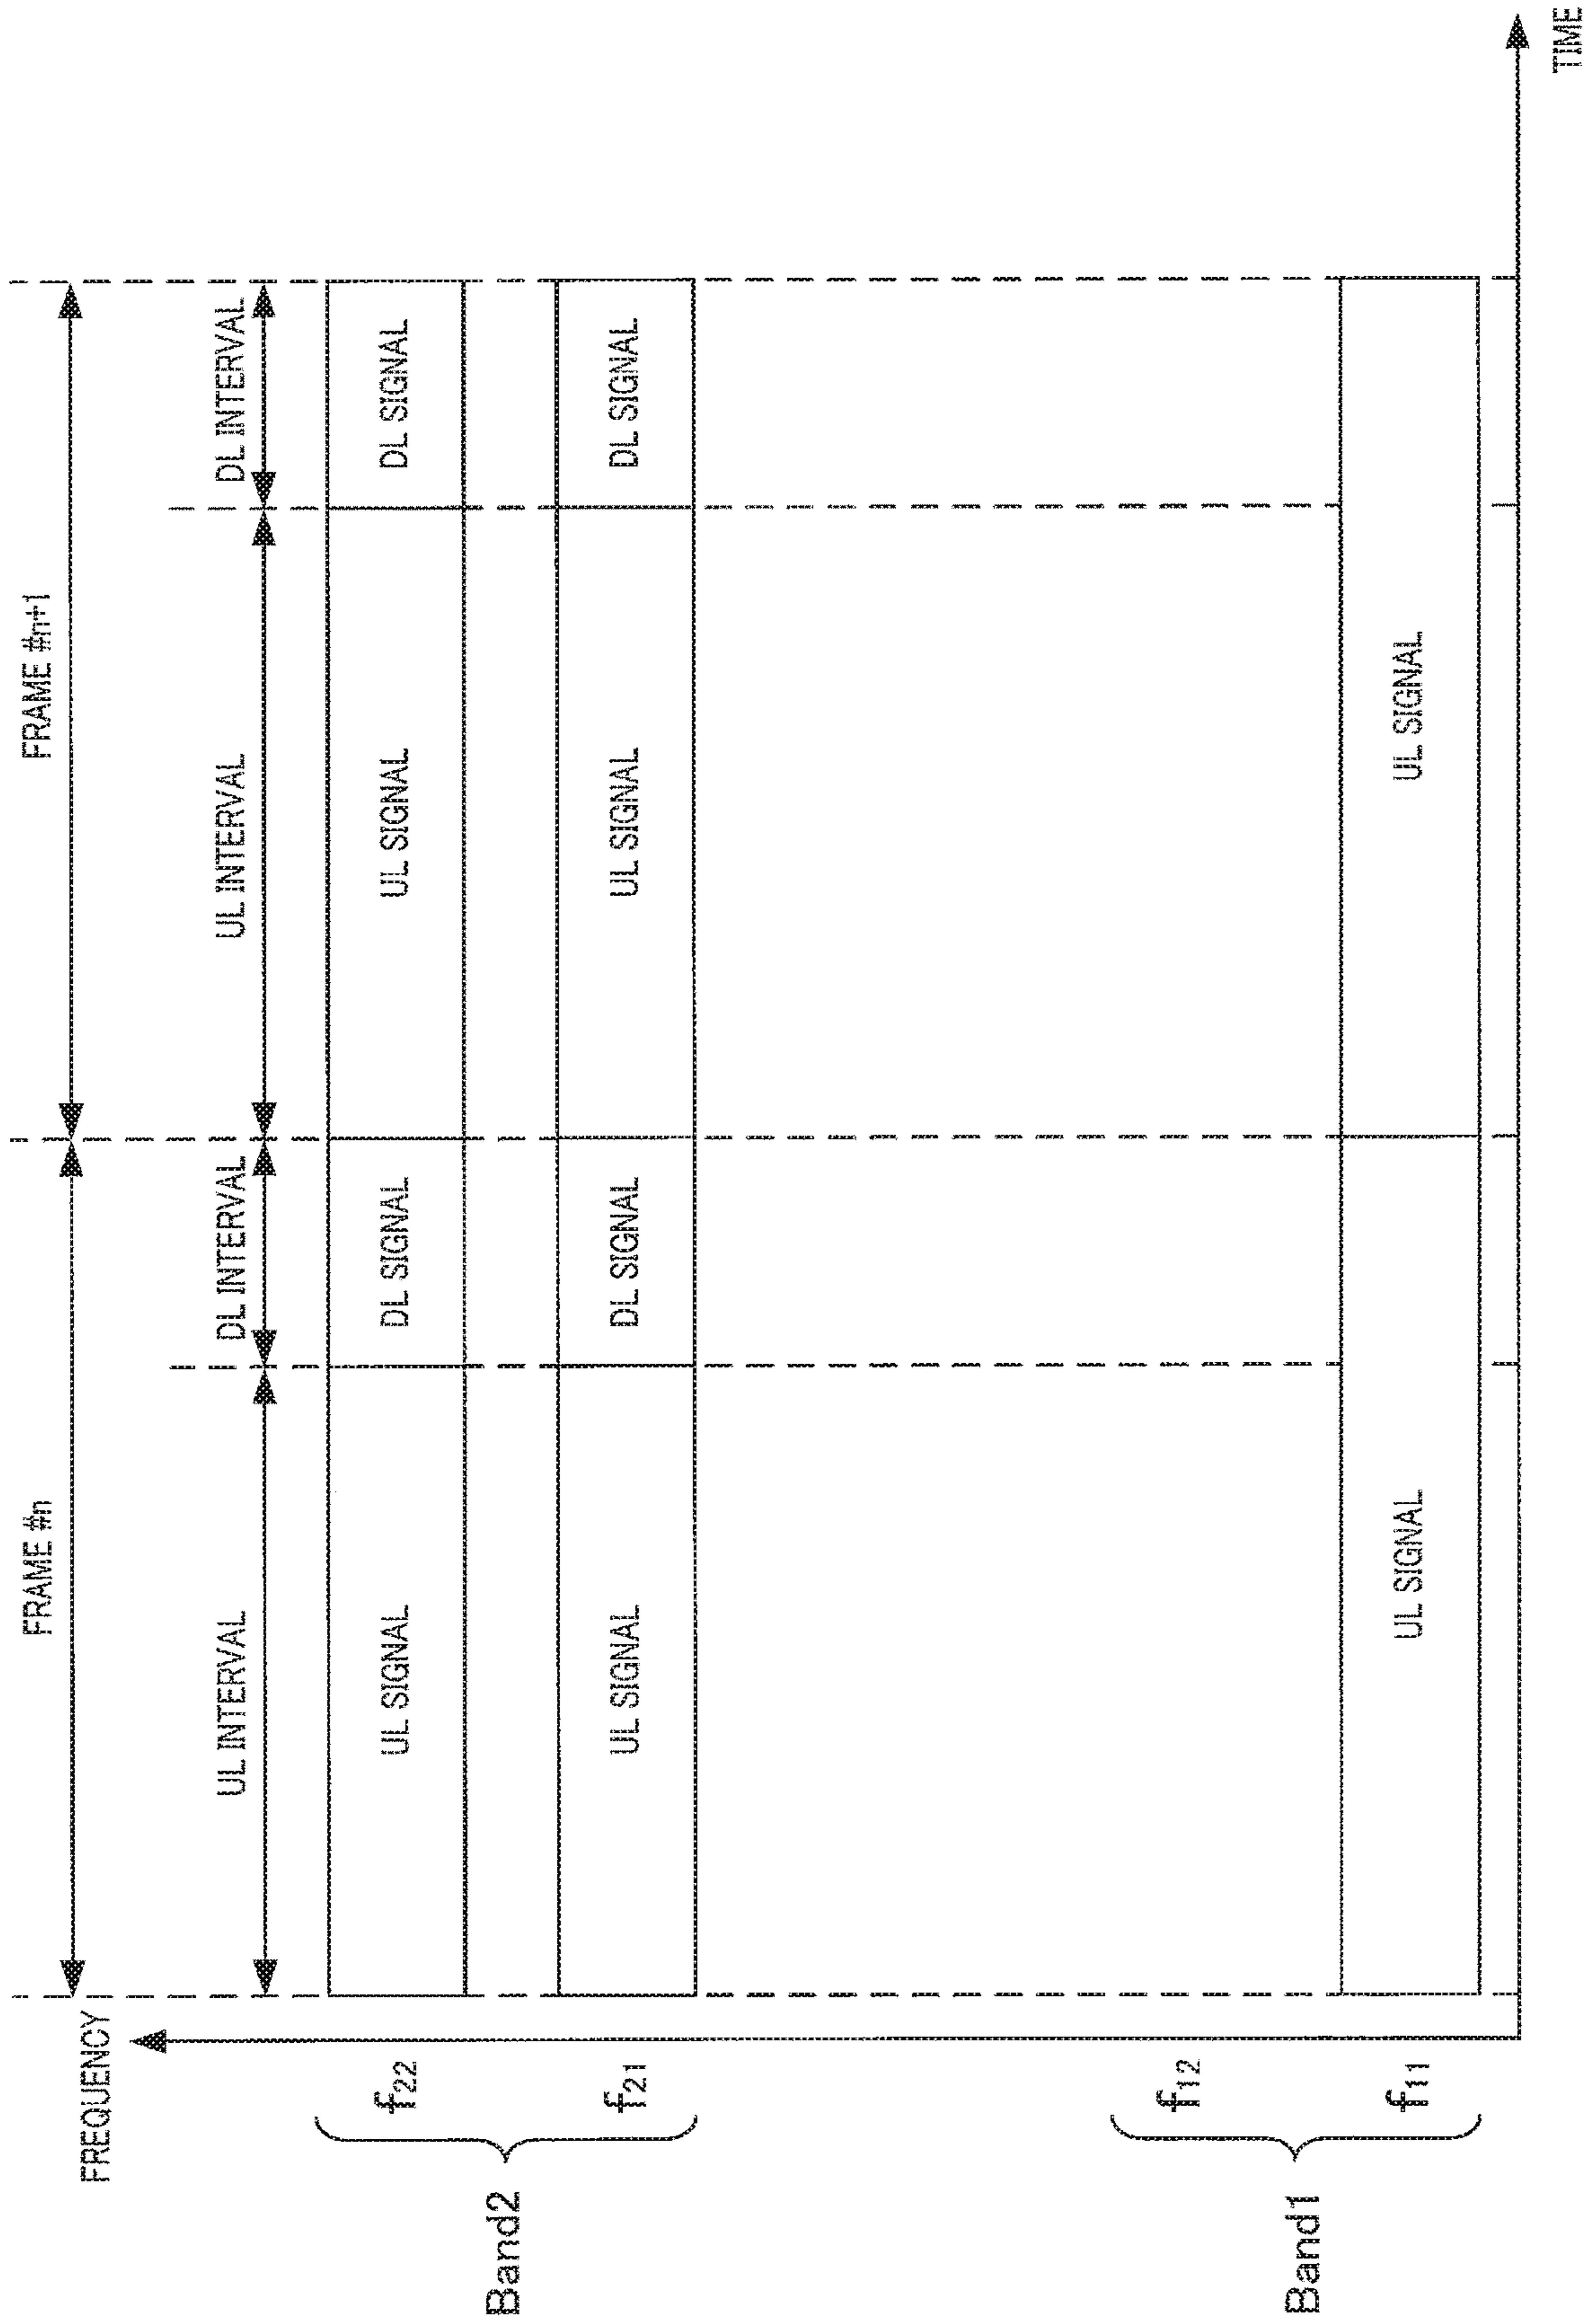 FRAME #n
FRAME #n+1
FREQUENCY
UL INTERVAL
DL INTERVAL
UL INTERVAL
DL INTERVAL
Band2
f22
UL SIGNAL
DL SIGNAL
UL SIGNAL
DL SIGNAL
f21
UL SIGNAL
DL SIGNAL
UL SIGNAL
DL SIGNAL
Band1
f12
f11
UL SIGNAL
UL SIGNAL
TIME